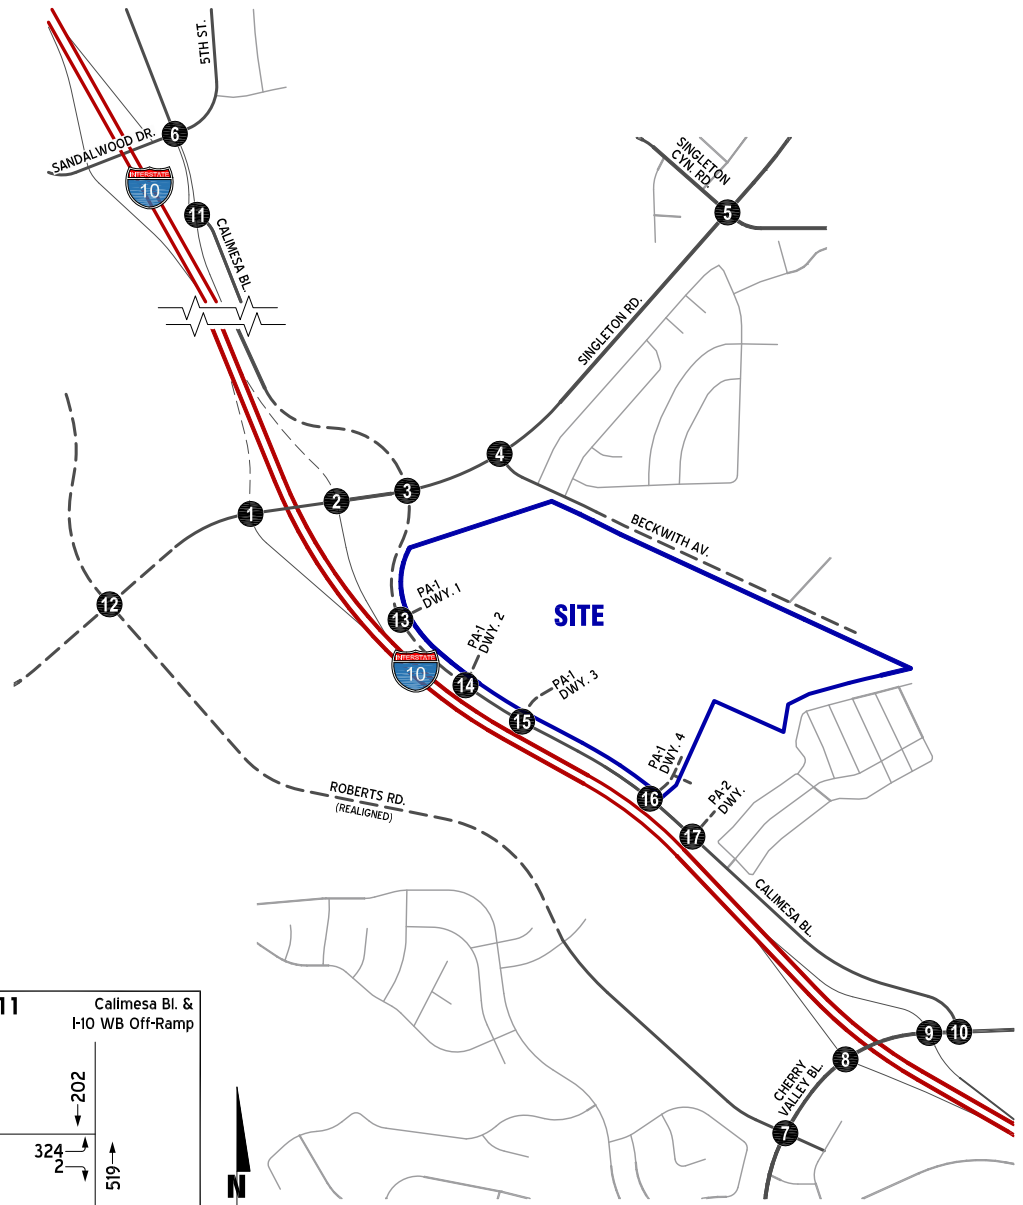 5TH ST.
6
SANDALWOOD DR.
INTERSTATE
10
11
CALIMESA BL.
SINGLETON
CYN. RD.
5
SINGLETON RD.
4
3
2
1
BECKWITH AV.
12
PA-1
DWY. 1
13
SITE
PA-1
DWY. 2
INTERSTATE
10
14
PA-1
DWY. 3
15
PA-1
DWY. 4
16
PA-2
DWY.
17
ROBERTS RD.
(REALIGNED)
CALIMESA BL.
9
10
8
CHERRY
VALLEY BL.
7
11
Calimesa Bl. &
I-10 WB Off-Ramp
202
324
2
519
N